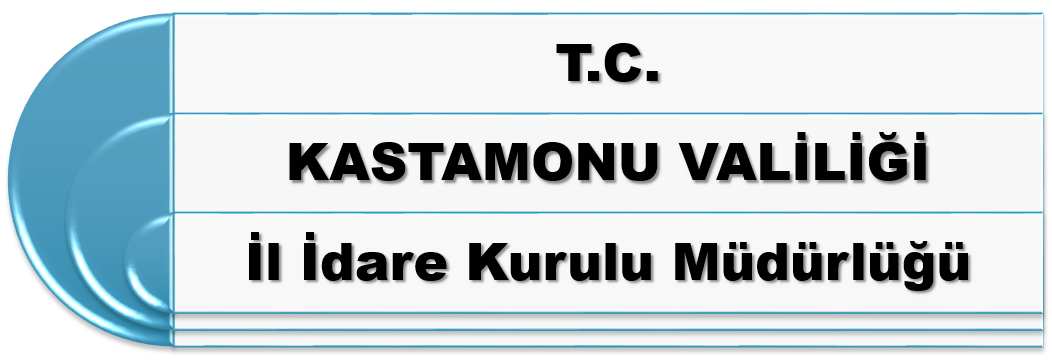 T.C.
KASTAMONU VALİLİĞİ
İl İdare Kurulu Müdürlüğü